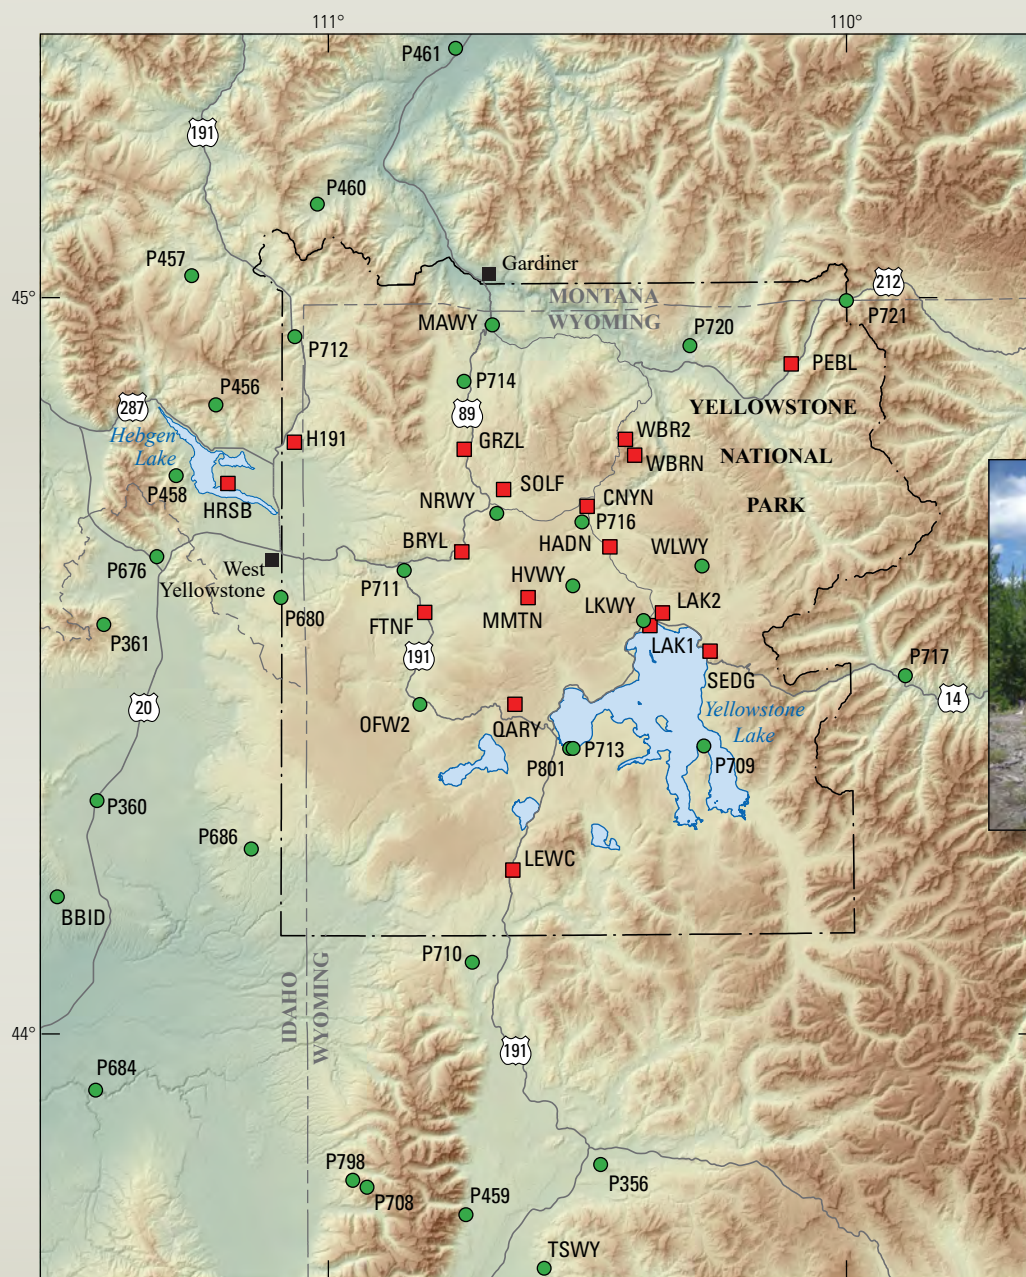 111°
110°
P461
191
P460
P457
Gardiner
212
45°
MONTANA
WYOMING
MAWY
P720
P721
P712
P714
PEBL
P456
287
89
YELLOWSTONE
Hebgen
Lake
H191
GRZL
WBR2
WBRN
NATIONAL
P458
HRSB
SOLF
NRWY
CNYN
PARK
P716
BRYL
HADN
WLWY
P676
West
Yellowstone
P711
HVWY
P680
LKWY
LAK2
P361
FTNF
MMTN
LAK1
191
SEDG
P717
20
14
OFW2
QARY
Yellowstone
Lake
P713
P801
P709
P360
P686
LEWC
BBID
P710
IDAHO
WYOMING
44°
191
P684
P798
P708
P356
P459
TSWY